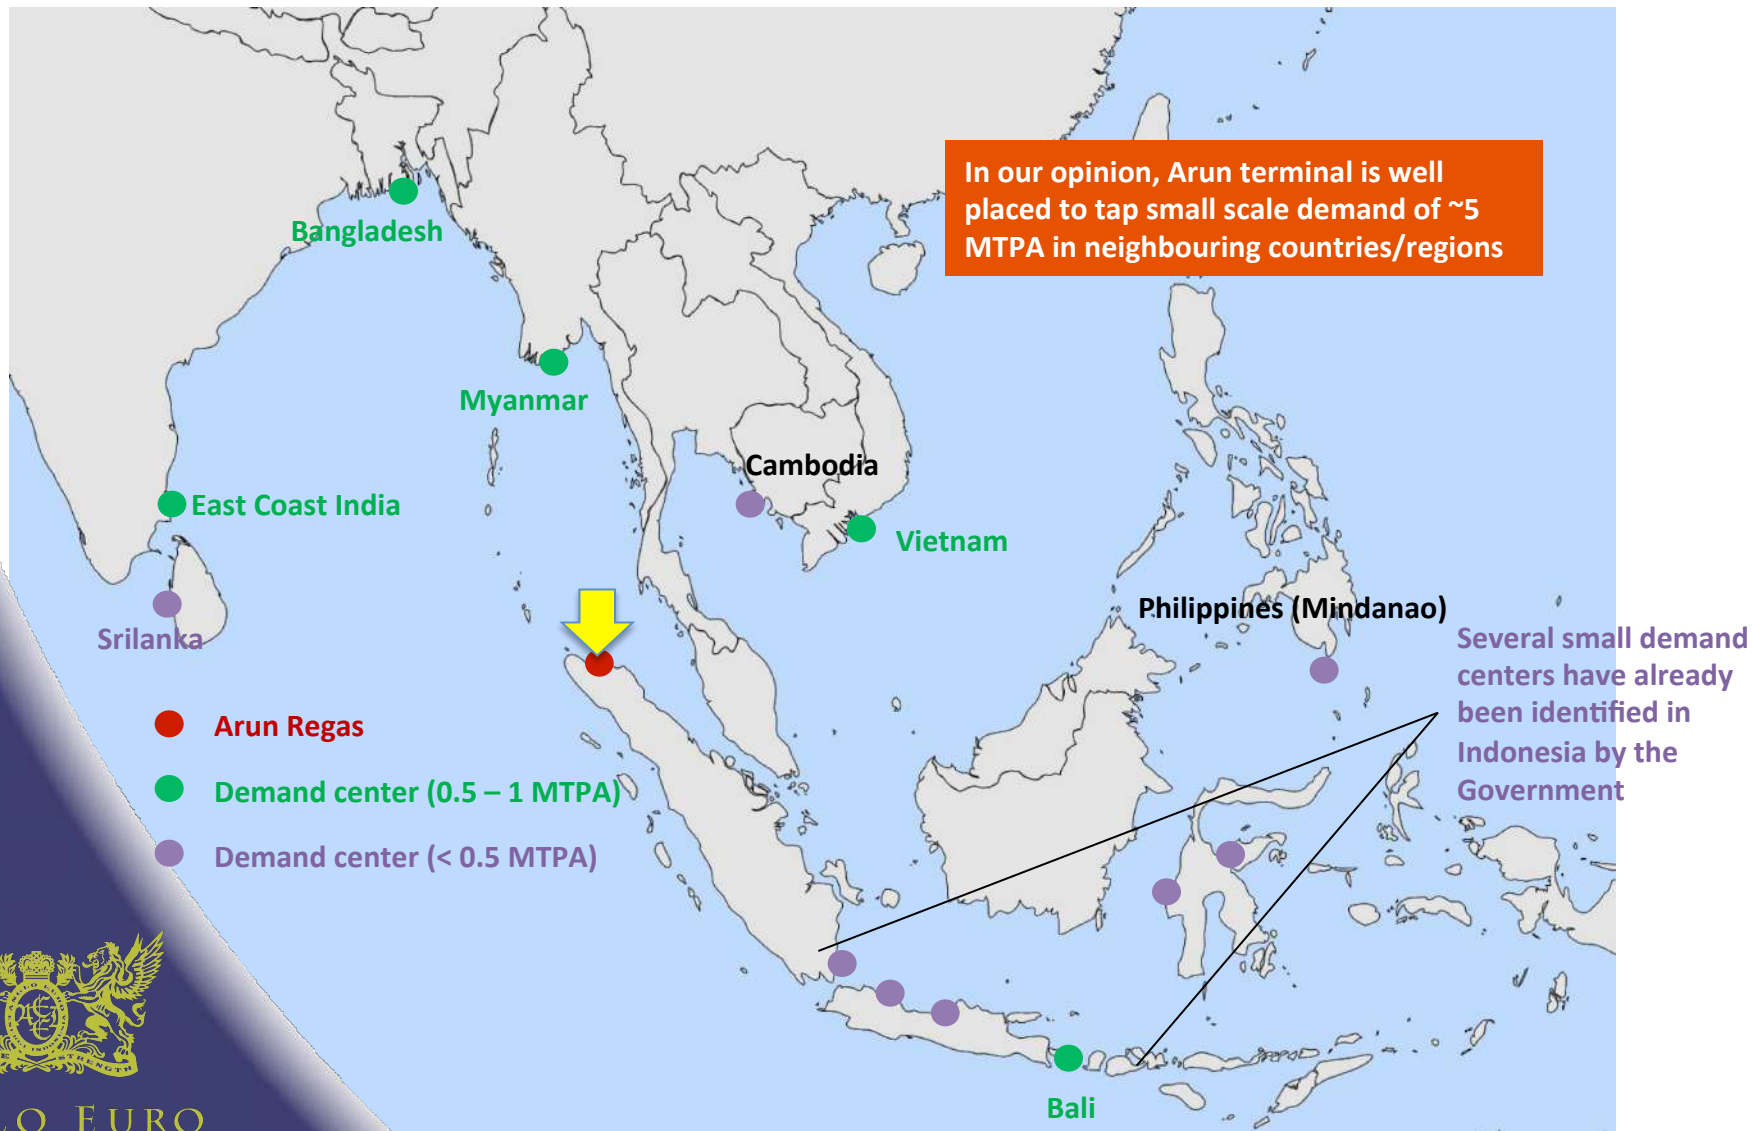 In our opinion, Arun terminal is well
placed to tap small scale demand of ~5
MTPA in neighbouring countries/regions
Bangladesh
Myanmar
Cambodia
East Coast India
Vietnam
Philippines (Mindanao)
Srilanka
Several small demand
centers have already
been identified in
Indonesia by the
Government
Arun Regas
Demand center (0.5 – 1 MTPA)
Demand center (< 0.5 MTPA)
Bali
EURO